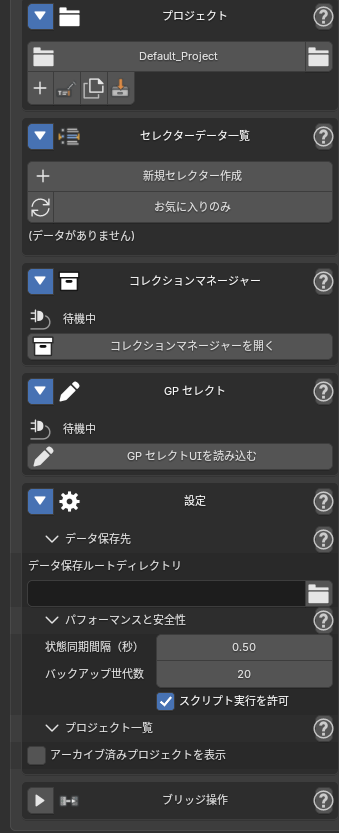 プロジェクト
Default_Project
セレクターデータ一覧
新規セレクター作成
お気に入りのみ
(データがありません)
コレクションマネージャー
待機中
コレクションマネージャーを開く
GP セレクト
待機中
GP セレクトUIを読み込む
設定
データ保存先
データ保存ルートディレクトリ
パフォーマンスと安全性
状態同期間隔（秒） 0.50
バックアップ世代数 20
スクリプト実行を許可
プロジェクト一覧
アーカイブ済みプロジェクトを表示
ブリッジ操作